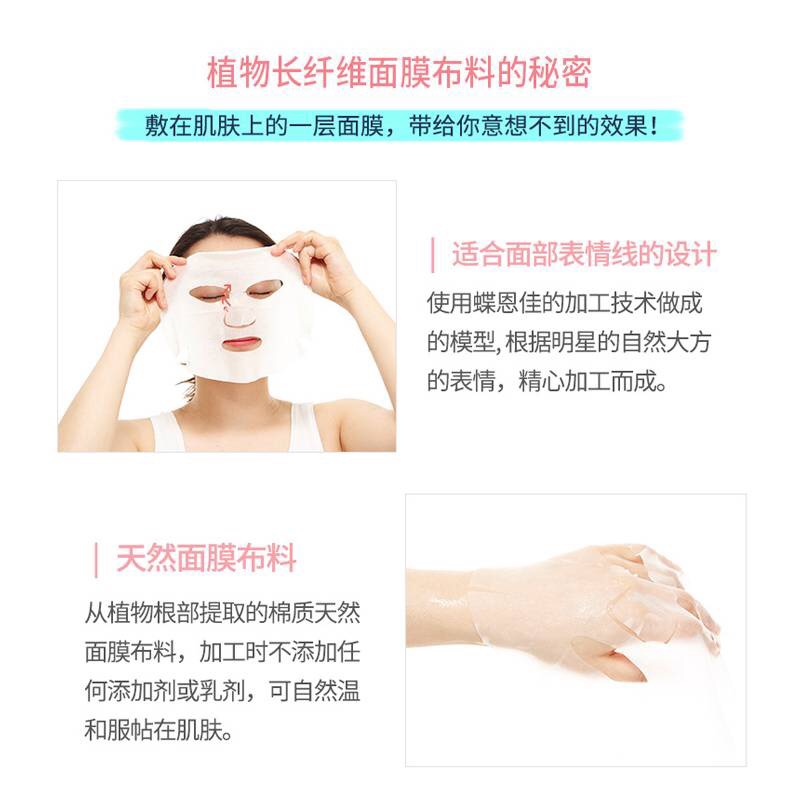 植物长纤维面膜布料的秘密
敷在肌肤上的一层面膜，带给你意想不到的效果！
适合面部表情线的设计
使用蝶恩佳的加工技术做成
的模型,根据明星的自然大方
的表情，精心加工而成。
天然面膜布料
从植物根部提取的棉质天然
面膜布料，加工时不添加任
何添加剂或乳剂，可自然温
和服帖在肌肤。